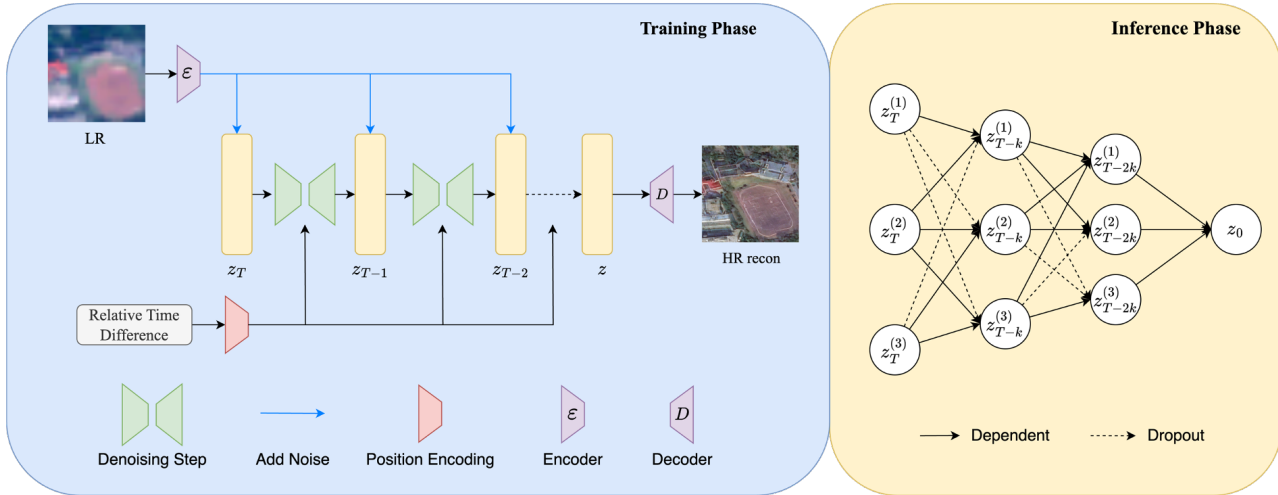 Training Phase
ε
LR
D
HR recon
z_T
z_{T-1}
z_{T-2}
z
Relative Time
Difference
ε
D
Denoising Step
Add Noise
Position Encoding
Encoder
Decoder
Inference Phase
z_T^{(1)}
z_{T-k}^{(1)}
z_{T-2k}^{(1)}
z_T^{(2)}
z_{T-k}^{(2)}
z_{T-2k}^{(2)}
z_0
z_T^{(3)}
z_{T-k}^{(3)}
z_{T-2k}^{(3)}
Dependent
Dropout